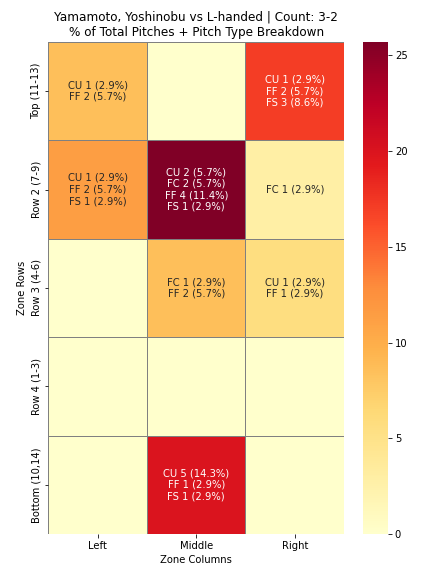 Yamamoto, Yoshinobu vs L-handed | Count: 3-2
% of Total Pitches + Pitch Type Breakdown
Zone Rows
Top (11-13)
CU 1 (2.9%)
FF 2 (5.7%)
CU 1 (2.9%)
FF 2 (5.7%)
FS 3 (8.6%)
Row 2 (7-9)
CU 1 (2.9%)
FF 2 (5.7%)
FS 1 (2.9%)
CU 2 (5.7%)
FC 2 (5.7%)
FF 4 (11.4%)
FS 1 (2.9%)
FC 1 (2.9%)
Row 3 (4-6)
FC 1 (2.9%)
FF 2 (5.7%)
CU 1 (2.9%)
FF 1 (2.9%)
Row 4 (1-3)
Bottom (10,14)
CU 5 (14.3%)
FF 1 (2.9%)
FS 1 (2.9%)
Left
Middle
Right
Zone Columns
25
20
15
10
5
0